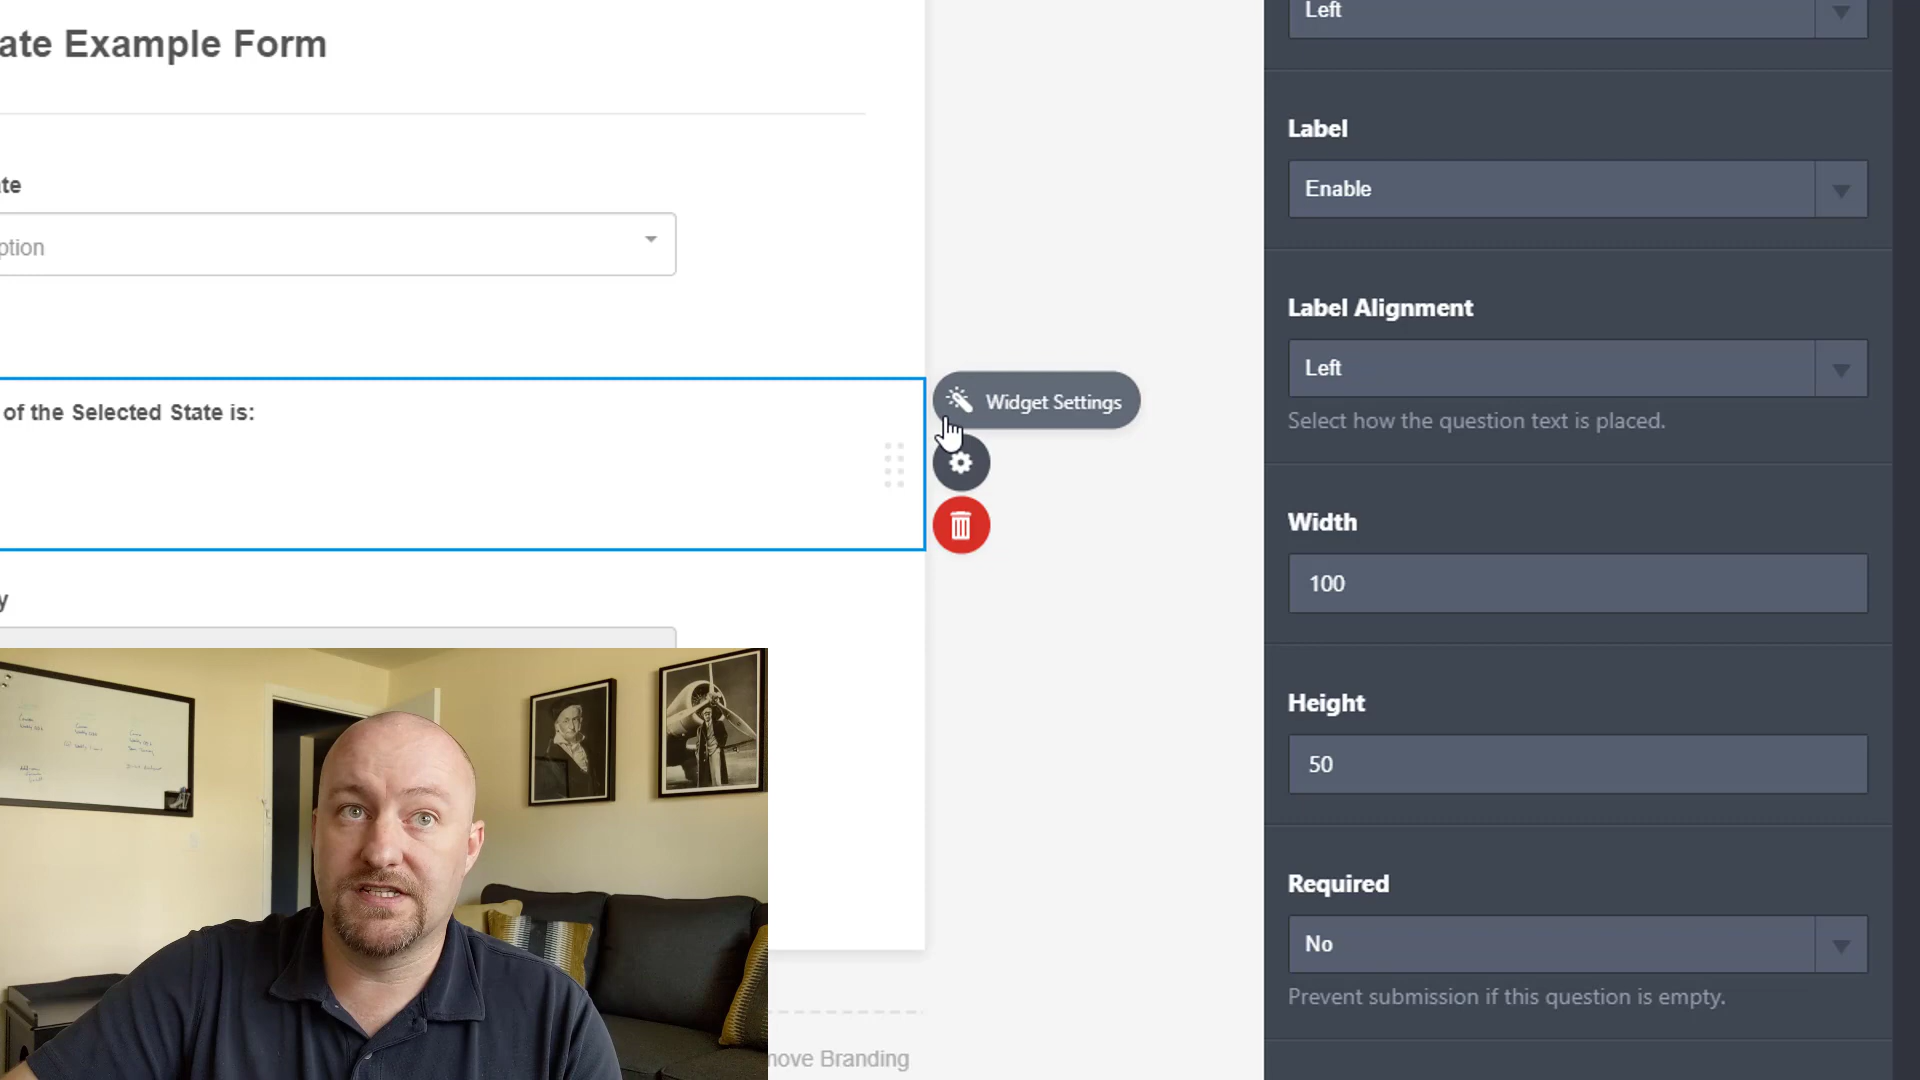 ate Example Form
te
ption
of the Selected State is:
Widget Settings
y
move Branding
Left
Label
Enable
Label Alignment
Left
Select how the question text is placed.
Width
100
Height
50
Required
No
Prevent submission if this question is empty.